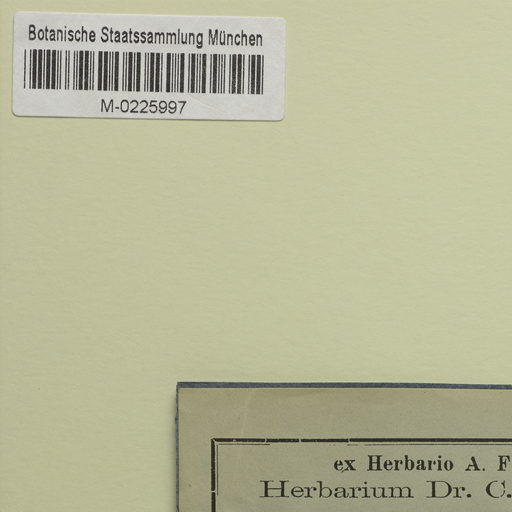 Botanische Staatssammlung München
M-0225997
ex Herbario A. F
Herbarium Dr. C.